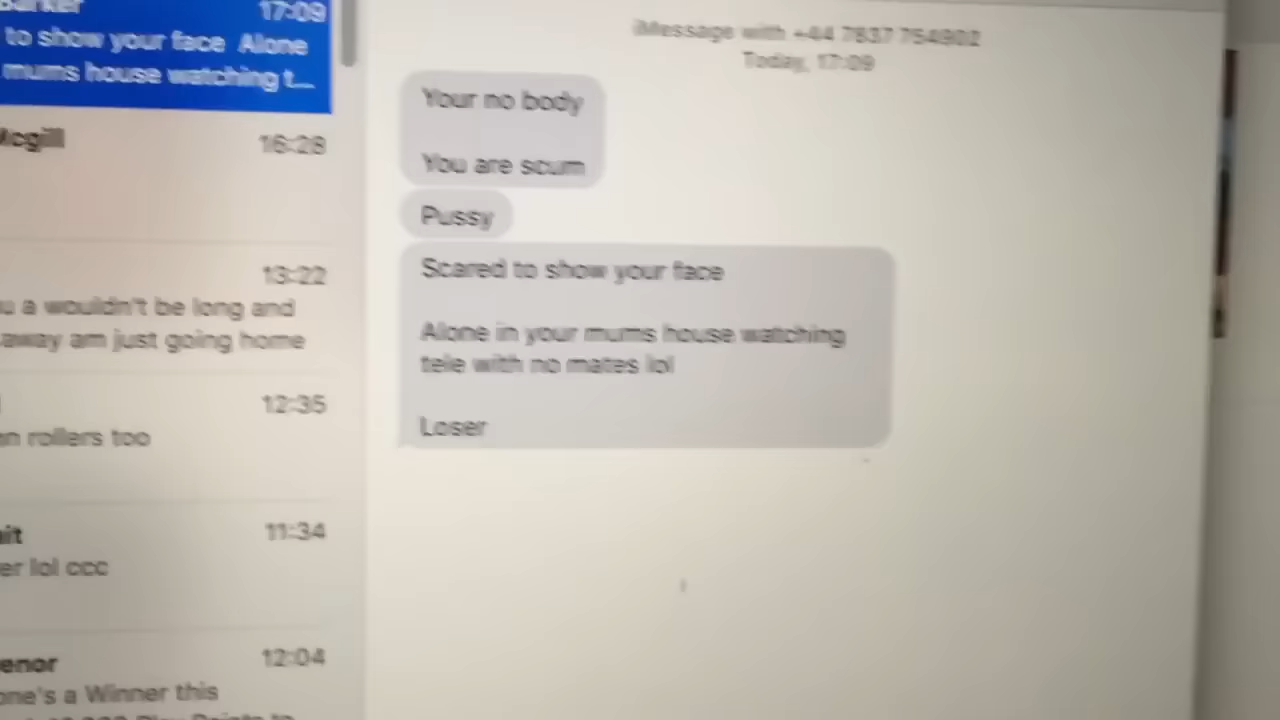 17:09
to show your face Alone
mums house watching t...
Mcgill
16:28
13:22
u a wouldn't be long and
away am just going home
12:35
en rollers too
11:34
er lol ccc
enor
12:04
one's a Winner this
iMessage with +44 7837 754902
Today, 17:09
Your no body
You are scum
Pussy
Scared to show your face
Alone in your mums house watching
tele with no mates lol
Loser